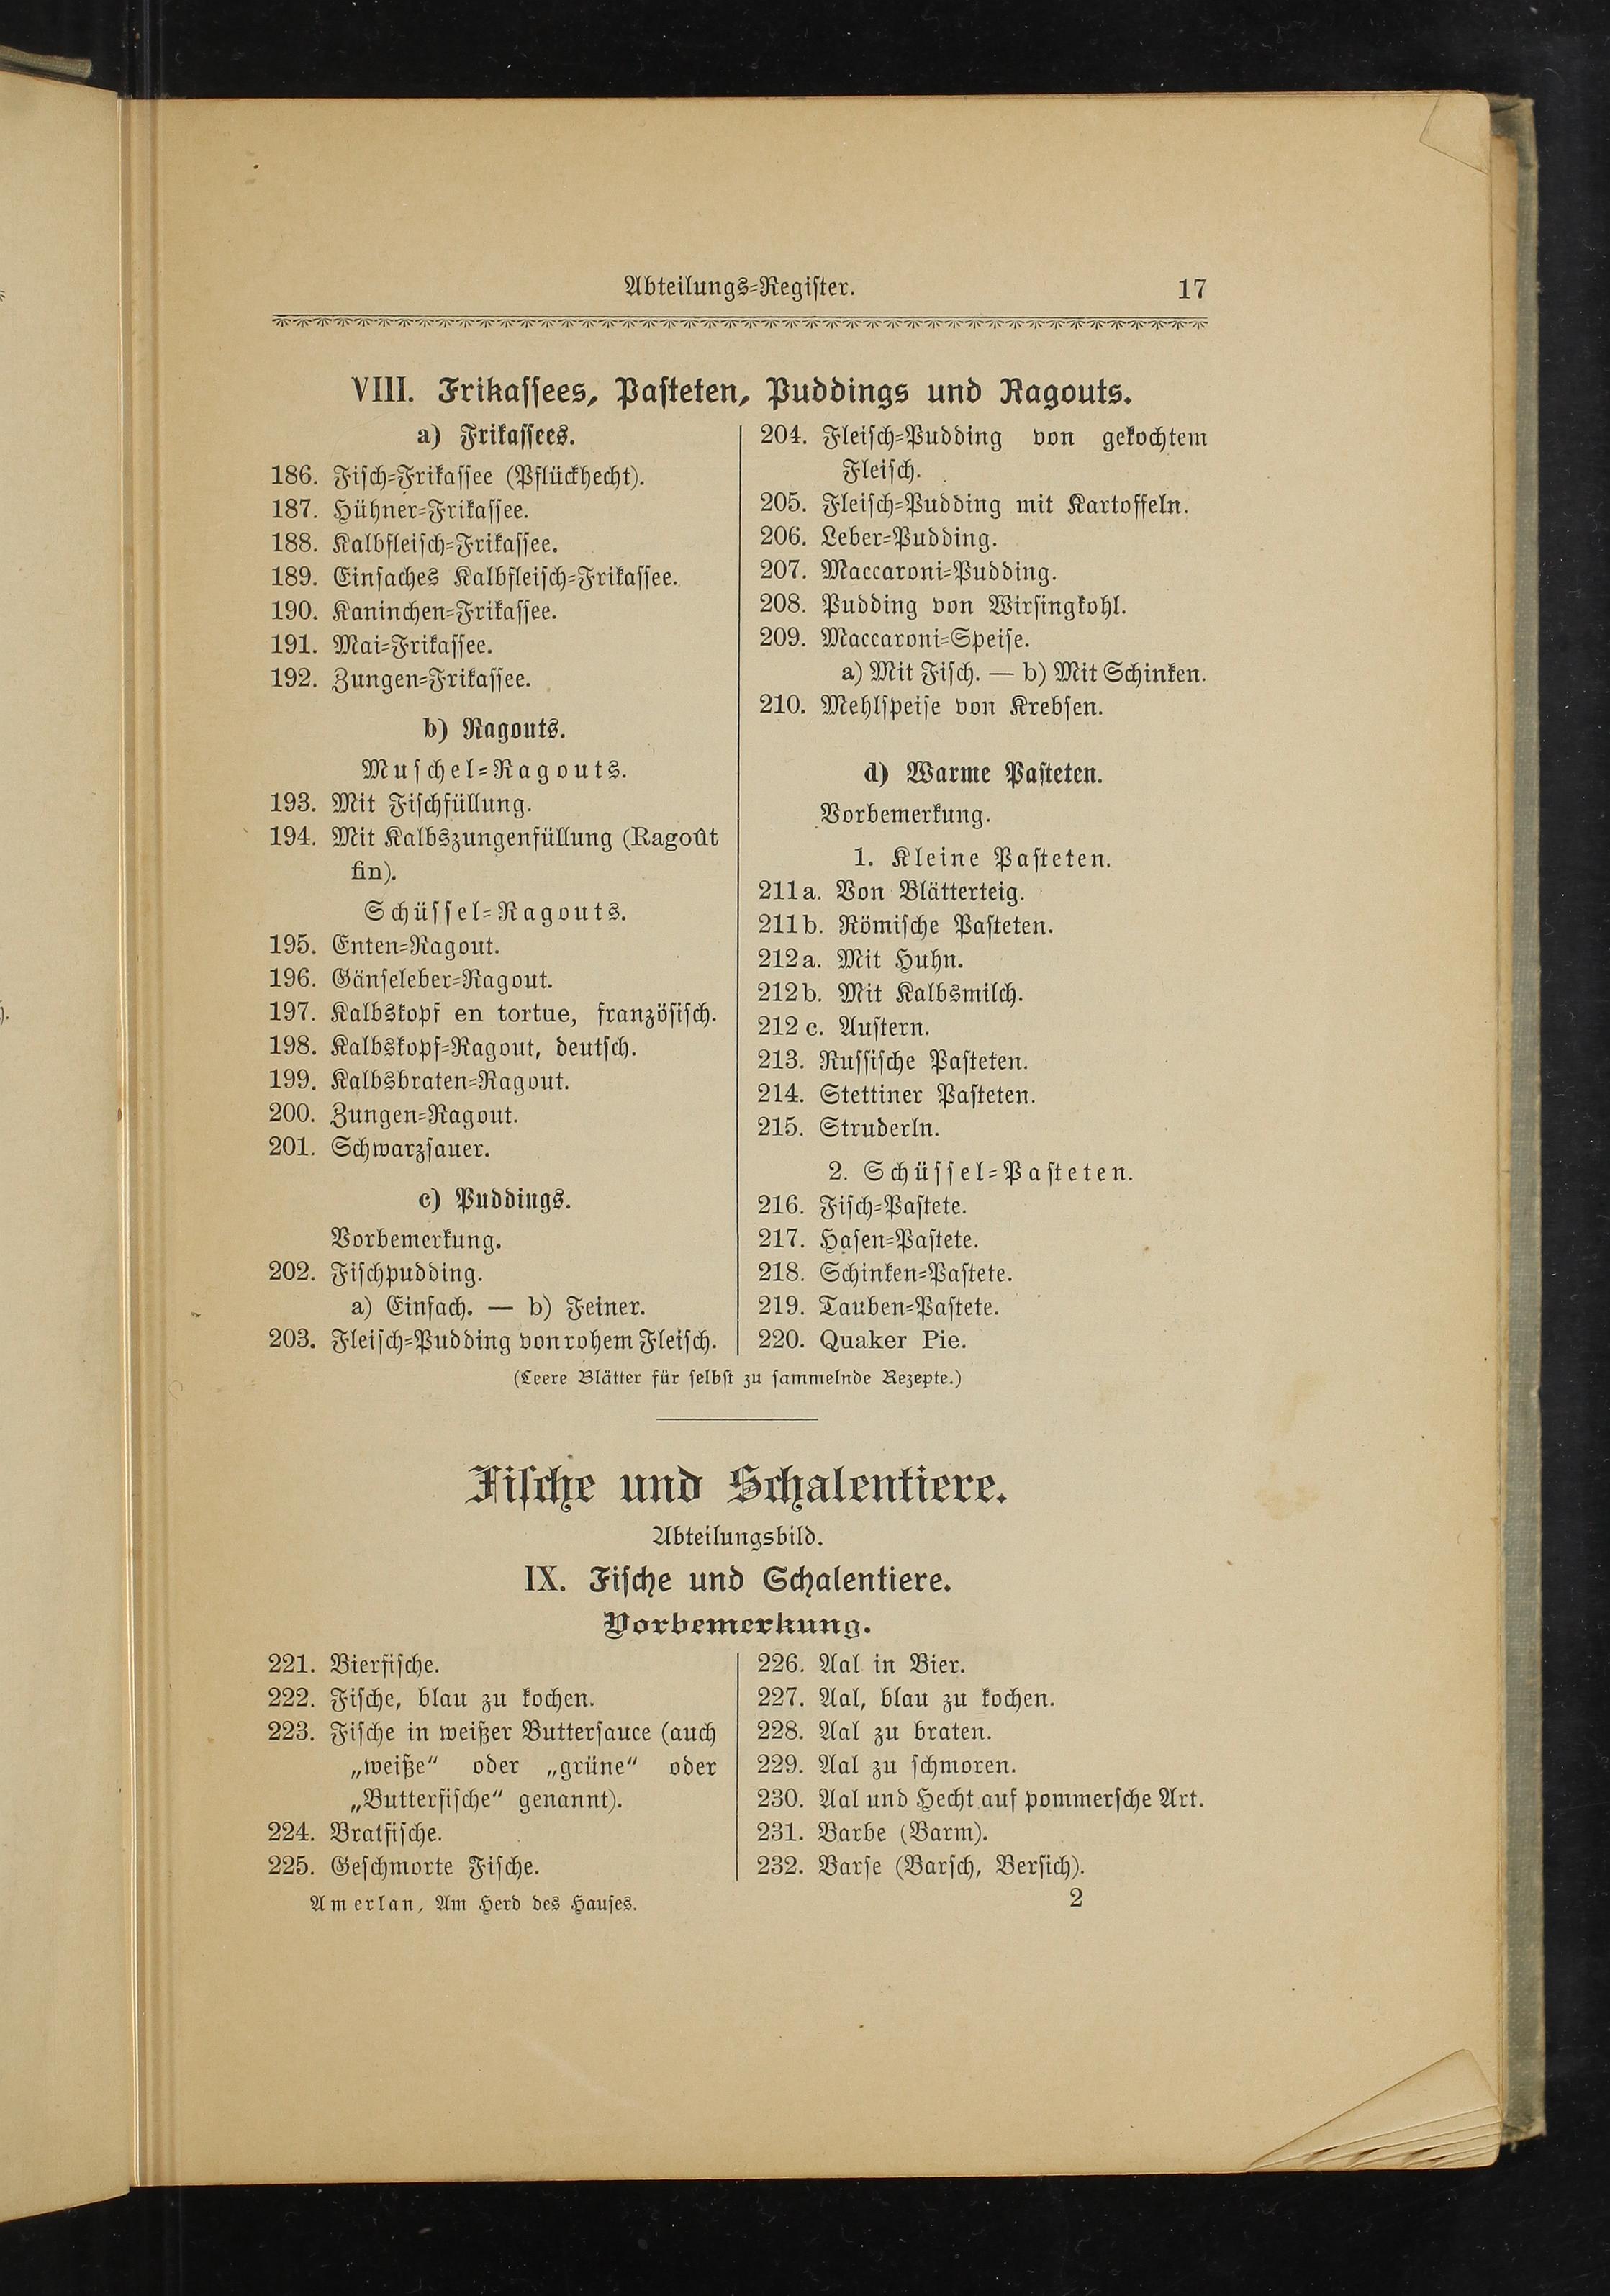 Abteilungs-Register.
17
VIII. Frikassees, Pasteten, Puddings und Ragouts.
a) Frikassees.
186. Fisch-Frikassee (Pflückhecht).
187. Hühner-Frikassee.
188. Kalbfleisch-Frikassee.
189. Einfaches Kalbfleisch-Frikassee.
190. Kaninchen-Frikassee.
191. Mai-Frikassee.
192. Zungen-Frikassee.
b) Ragouts.
Muschel-Ragouts.
193. Mit Fischfüllung.
194. Mit Kalbszungenfüllung (Ragoût
fin).
Schüssel-Ragouts.
195. Enten-Ragout.
196. Gänseleber-Ragout.
197. Kalbskopf en tortue, französisch.
198. Kalbskopf-Ragout, deutsch.
199. Kalbsbraten-Ragout.
200. Zungen-Ragout.
201. Schwarzsauer.
c) Puddings.
Vorbemerkung.
202. Fischpudding.
a) Einfach. — b) Feiner.
203. Fleisch-Pudding von rohem Fleisch.
204. Fleisch-Pudding von gekochtem
Fleisch.
205. Fleisch-Pudding mit Kartoffeln.
206. Leber-Pudding.
207. Maccaroni-Pudding.
208. Pudding von Wirsingkohl.
209. Maccaroni-Speise.
a) Mit Fisch. — b) Mit Schinken.
210. Mehlspeise von Krebsen.
d) Warme Pasteten.
Vorbemerkung.
1. Kleine Pasteten.
211a. Von Blätterteig.
211b. Römische Pasteten.
212a. Mit Huhn.
212b. Mit Kalbsmilch.
212 c. Austern.
213. Russische Pasteten.
214. Stettiner Pasteten.
215. Struderln.
2. Schüssel-Pasteten.
216. Fisch-Pastete.
217. Hasen-Pastete.
218. Schinken-Pastete.
219. Tauben-Pastete.
220. Quaker Pie.
(Leere Blätter für selbst zu sammelnde Rezepte.)
Fische und Schalentiere.
Abteilungsbild.
IX. Fische und Schalentiere.
Vorbemerkung.
221. Bierfische.
222. Fische, blau zu kochen.
223. Fische in weißer Buttersauce (auch
„weiße“ oder „grüne“ oder
„Butterfische“ genannt).
224. Bratfische.
225. Geschmorte Fische.
226. Aal in Bier.
227. Aal, blau zu kochen.
228. Aal zu braten.
229. Aal zu schmoren.
230. Aal und Hecht auf pommersche Art.
231. Barbe (Barm).
232. Barse (Barsch, Bersich).
Amerlan, Am Herd des Hauses.
2